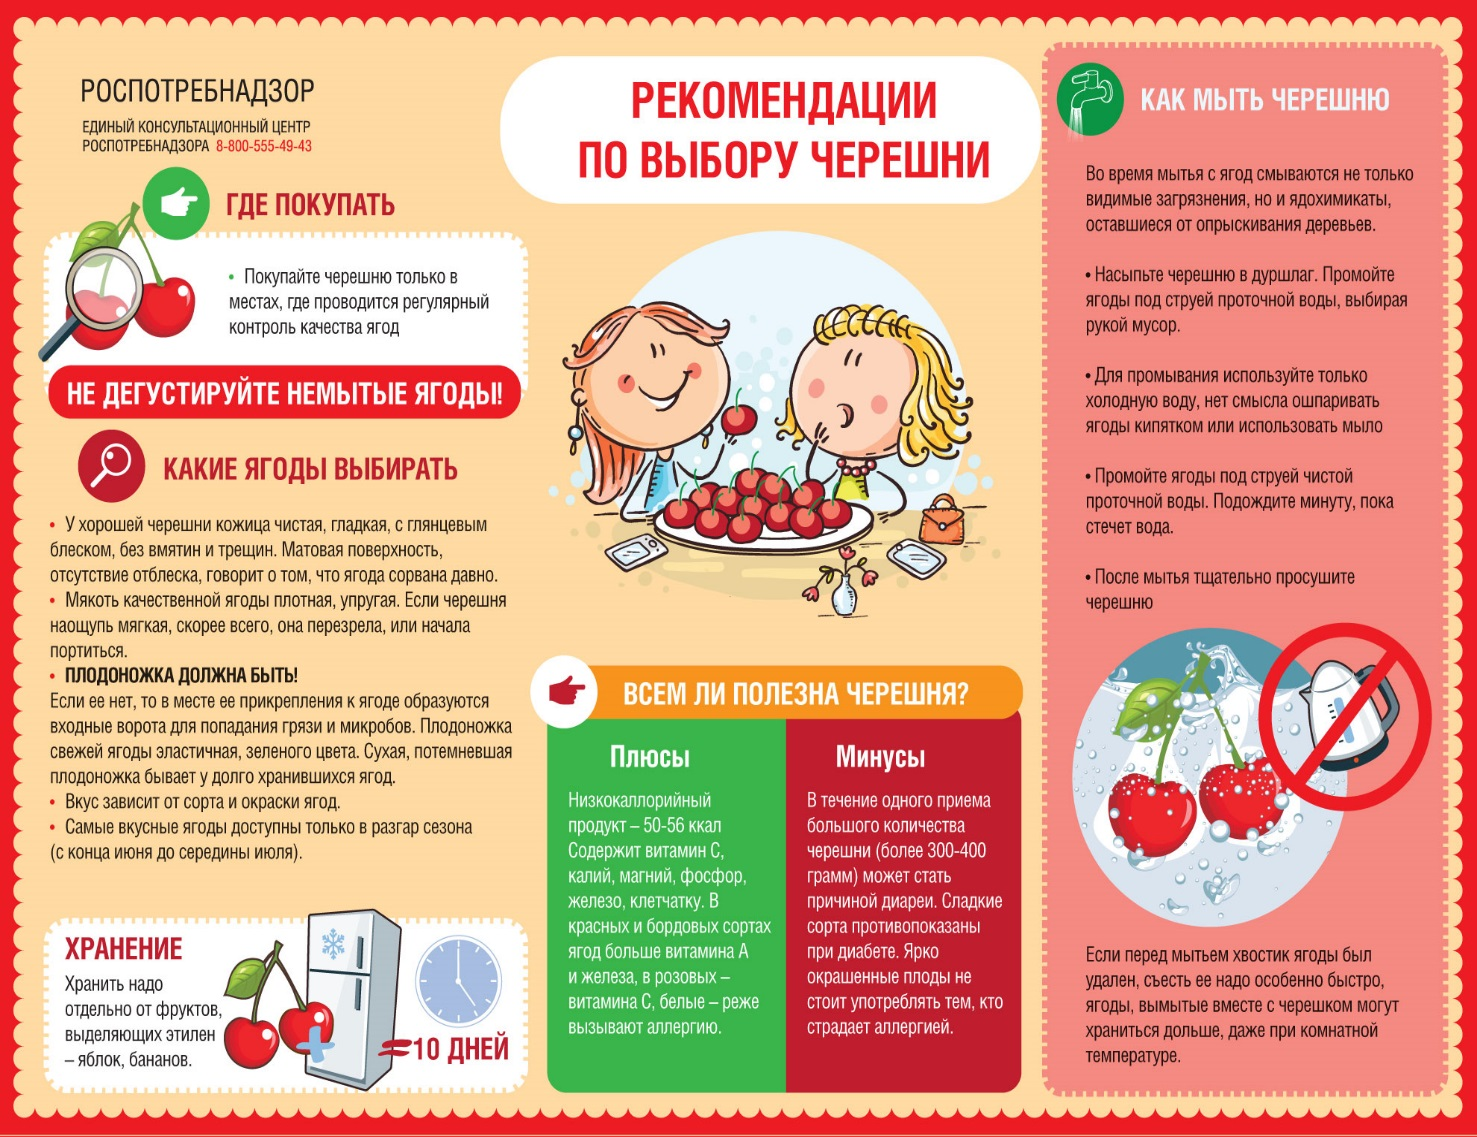 РОСПОТРЕБНАДЗОР
ЕДИНЫЙ КОНСУЛЬТАЦИОННЫЙ ЦЕНТР
РОСПОТРЕБНАДЗОРА 8-800-555-49-43
РЕКОМЕНДАЦИИ
ПО ВЫБОРУ ЧЕРЕШНИ
ГДЕ ПОКУПАТЬ
• Покупайте черешню только в
местах, где проводится регулярный
контроль качества ягод
НЕ ДЕГУСТИРУЙТЕ НЕМЫТЫЕ ЯГОДЫ!
КАКИЕ ЯГОДЫ ВЫБИРАТЬ
• У хорошей черешни кожица чистая, гладкая, с глянцевым
блеском, без вмятин и трещин. Матовая поверхность,
отсутствие отблеска, говорит о том, что ягода сорвана давно.
• Мякоть качественной ягоды плотная, упругая. Если черешня
наощупь мягкая, скорее всего, она перезрела, или начала
портиться.
• ПЛОДОНОЖКА ДОЛЖНА БЫТЬ!
Если ее нет, то в месте ее прикрепления к ягоде образуются
входные ворота для попадания грязи и микробов. Плодоножка
свежей ягоды эластичная, зеленого цвета. Сухая, потемневшая
плодоножка бывает у долго хранившихся ягод.
• Вкус зависит от сорта и окраски ягод.
• Самые вкусные ягоды доступны только в разгар сезона
(с конца июня до середины июля).
ХРАНЕНИЕ
Хранить надо
отдельно от фруктов,
выделяющих этилен
– яблок, бананов.
+
=10 ДНЕЙ
ВСЕМ ЛИ ПОЛЕЗНА ЧЕРЕШНЯ?
Плюсы
Низкокаллорийный
продукт – 50-56 ккал
Содержит витамин С,
калий, магний, фосфор,
железо, клетчатку. В
красных и бордовых сортах
ягод больше витамина А
и железа, в розовых –
витамина С, белые – реже
вызывают аллергию.
Минусы
В течение одного приема
большого количества
черешни (более 300-400
грамм) может стать
причиной диареи. Сладкие
сорта противопоказаны
при диабете. Ярко
окрашенные плоды не
стоит употреблять тем, кто
страдает аллергией.
КАК МЫТЬ ЧЕРЕШНЮ
Во время мытья с ягод смываются не только
видимые загрязнения, но и ядохимикаты,
оставшиеся от опрыскивания деревьев.
• Насыпьте черешню в дуршлаг. Промойте
ягоды под струей проточной воды, выбирая
рукой мусор.
• Для промывания используйте только
холодную воду, нет смысла ошпаривать
ягоды кипятком или использовать мыло
• Промойте ягоды под струей чистой
проточной воды. Подождите минуту, пока
стечет вода.
• После мытья тщательно просушите
черешню
Если перед мытьем хвостик ягоды был
удален, съесть ее надо особенно быстро,
ягоды, вымытые вместе с черешком могут
храниться дольше, даже при комнатной
температуре.